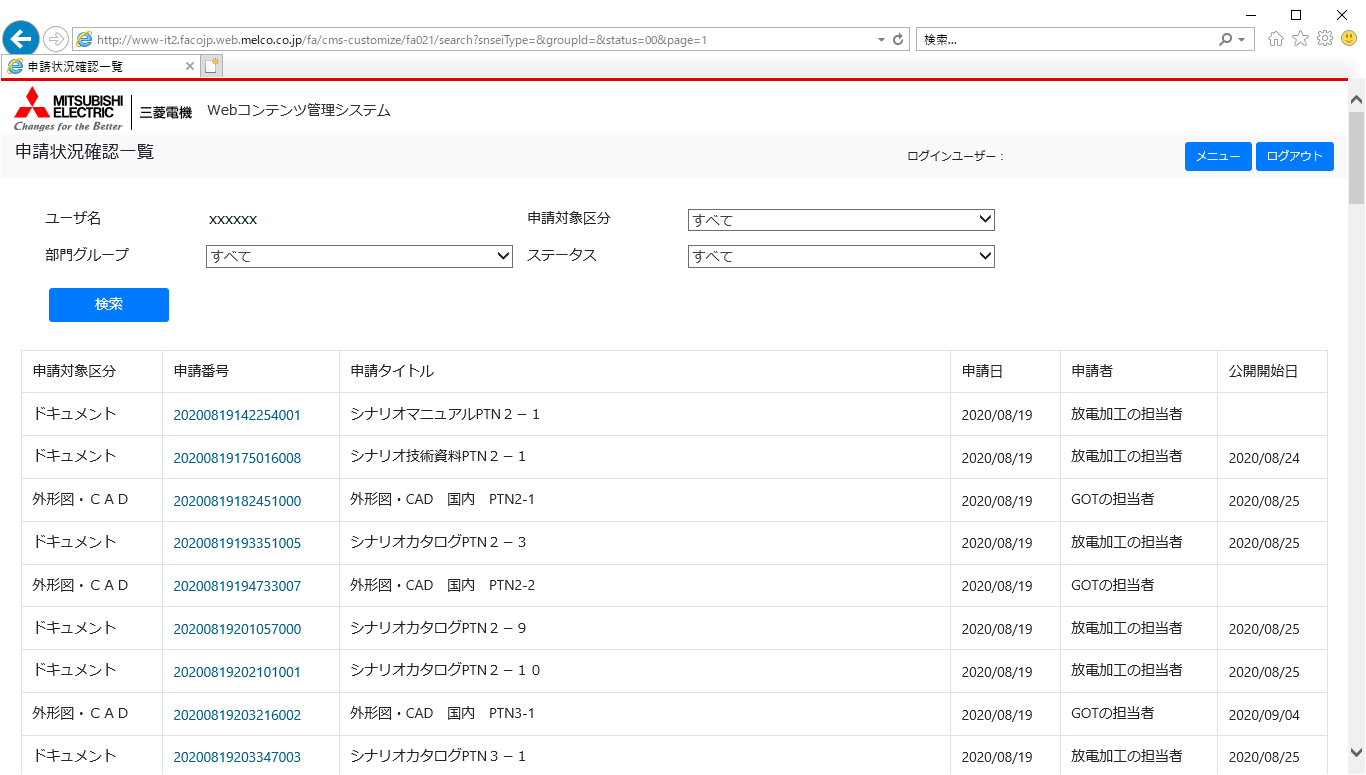 http://www-it2.facojp.web.melco.co.jp/fa/cms-customize/fa021/search?snseiType=&groupId=&status=00&page=1
検索...
申請状況確認一覧
MITSUBISHI ELECTRIC
Changes for the Better
三菱電機
Webコンテンツ管理システム
申請状況確認一覧
ログインユーザー：
メニュー
ログアウト
ユーザ名 xxxxxx 申請対象区分 すべて
部門グループ すべて ステータス すべて
検索
申請対象区分 申請番号 申請タイトル 申請日 申請者 公開開始日
ドキュメント 20200819142254001 シナリオマニュアルPTN２－１ 2020/08/19 放電加工の担当者
ドキュメント 20200819175016008 シナリオ技術資料PTN２－１ 2020/08/19 放電加工の担当者 2020/08/24
外形図・ＣＡＤ 20200819182451000 外形図・CAD　国内　PTN2-1 2020/08/19 GOTの担当者 2020/08/25
ドキュメント 20200819193351005 シナリオカタログPTN２－３ 2020/08/19 放電加工の担当者 2020/08/25
外形図・ＣＡＤ 20200819194733007 外形図・CAD　国内　PTN2-2 2020/08/19 GOTの担当者
ドキュメント 20200819201057000 シナリオカタログPTN２－９ 2020/08/19 放電加工の担当者 2020/08/25
ドキュメント 20200819202101001 シナリオカタログPTN２－１０ 2020/08/19 放電加工の担当者 2020/08/25
外形図・ＣＡＤ 20200819203216002 外形図・CAD　国内　PTN3-1 2020/08/19 GOTの担当者 2020/09/04
ドキュメント 20200819203347003 シナリオカタログPTN３－１ 2020/08/19 放電加工の担当者 2020/08/25